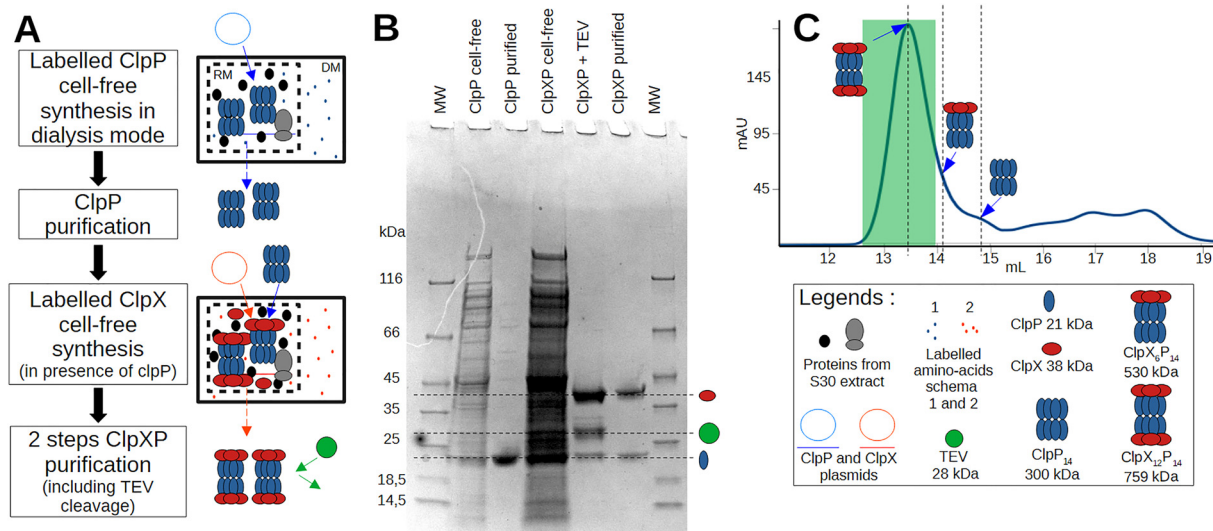 A
Labelled ClpP
cell-free
synthesis in
dialysis mode
ClpP
purification
Labelled ClpX
cell-free
synthesis
(in presence of clpP)
2 steps ClpXP
purification
(including TEV
cleavage)
RM
DM
B
MW
ClpP cell-free
ClpP purified
ClpXP cell-free
ClpXP + TEV
ClpXP purified
MW
kDa
116
66
45
35
25
18,5
14,5
C
mAU
145
95
45
12
13
14
15
16
17
18
19
mL
Legends :
Proteins from
S30 extract
1 2
Labelled
amino-acids
schema
1 and 2
ClpP 21 kDa
ClpX 38 kDa
ClpX6P14
530 kDa
ClpP and ClpX
plasmids
TEV
28 kDa
ClpP14
300 kDa
ClpX12P14
759 kDa